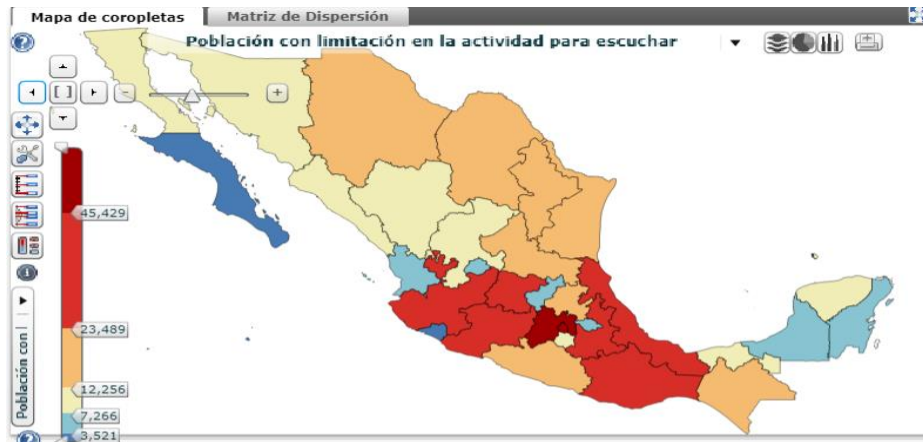 Mapa de coropletas
Matriz de Dispersión
Población con limitación en la actividad para escuchar
[ ]
45,429
23,489
12,256
7,266
3,521
Población con l